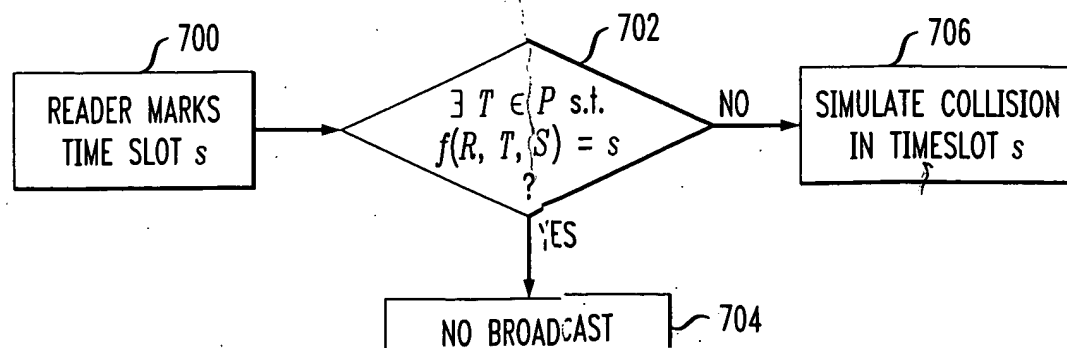 700
READER MARKS
TIME SLOT s
702
∃ T ∈ P s.t.
f(R, T, S) = s
?
NO
706
SIMULATE COLLISION
IN TIMESLOT s
YES
NO BROADCAST
704